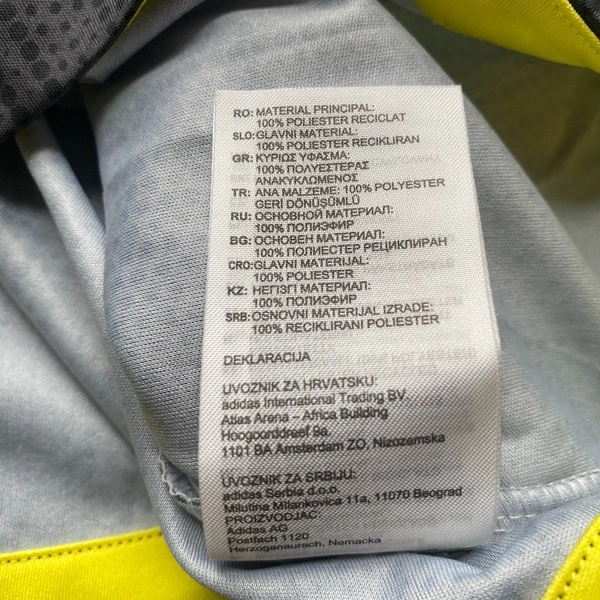 RO: MATERIAL PRINCIPAL:
100% POLIESTER RECICLAT
SLO: GLAVNI MATERIAL:
100% POLIESTER RECIKLIRAN
GR: ΚΥΡΙΩΣ ΥΦΑΣΜΑ:
100% ΠΟΛΥΕΣΤΕΡΑΣ
ΑΝΑΚΥΚΛΩΜΕΝΟΣ
TR: ANA MALZEME: 100% POLYESTER
GERİ DÖNÜŞÜMLÜ
RU: ОСНОВНОЙ МАТЕРИАЛ:
100% ПОЛИЭФИР
BG: ОСНОВЕН МАТЕРИАЛ:
100% ПОЛИЕСТЕР РЕЦИКЛИРАН
CRO: GLAVNI MATERIJAL:
100% POLIESTER
KZ: НЕГІЗГІ МАТЕРИАЛ:
100% ПОЛИЭФИР
SRB: OSNOVNI MATERIJAL IZRADE:
100% RECIKLIRANI POLIESTER
DEKLARACIJA
UVOZNIK ZA HRVATSKU:
adidas International Trading BV.
Atlas Arena – Africa Building
Hoogoorddreef 9a.
1101 BA Amsterdam ZO, Nizozemska
UVOZNIK ZA SRBIJU:
adidas Serbia d.o.o.
Milutina Milankovica 11a, 11070 Beograd
PROIZVODJAC:
Adidas AG
Postfach 1120
Herzogenaurach, Nemacka